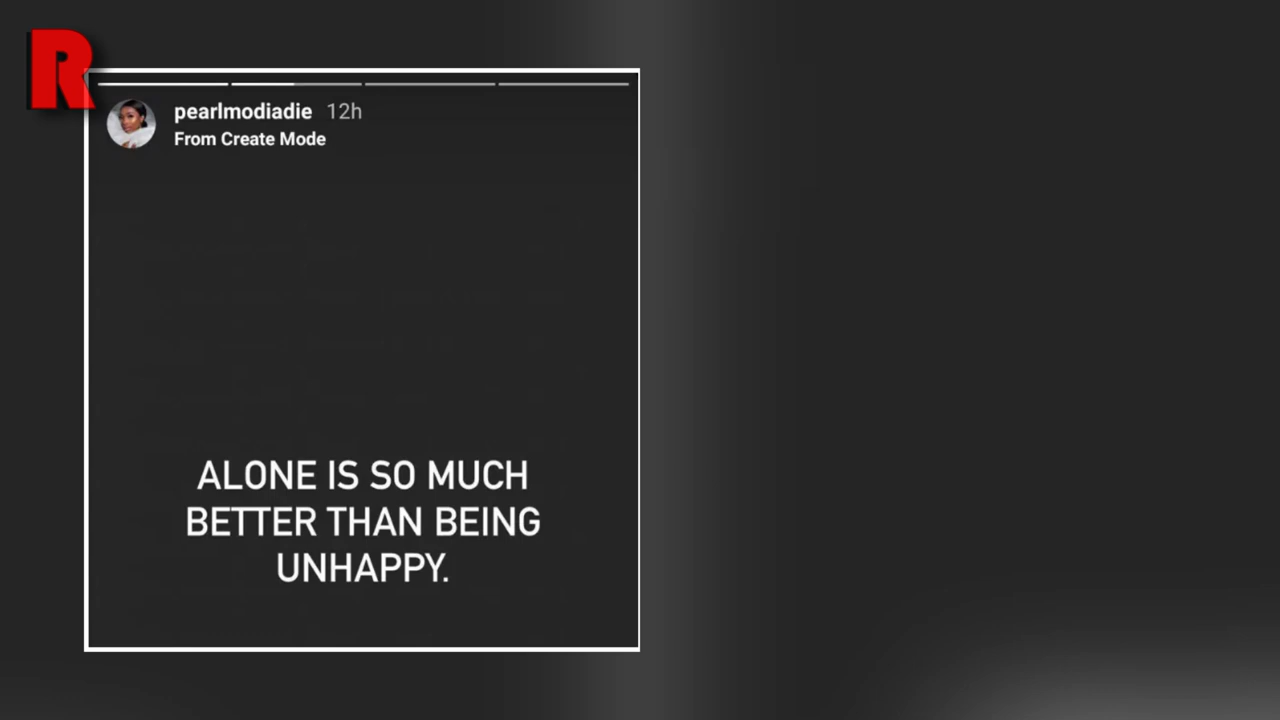 R
pearlmodiadie 12h
From Create Mode
ALONE IS SO MUCH
BETTER THAN BEING
UNHAPPY.